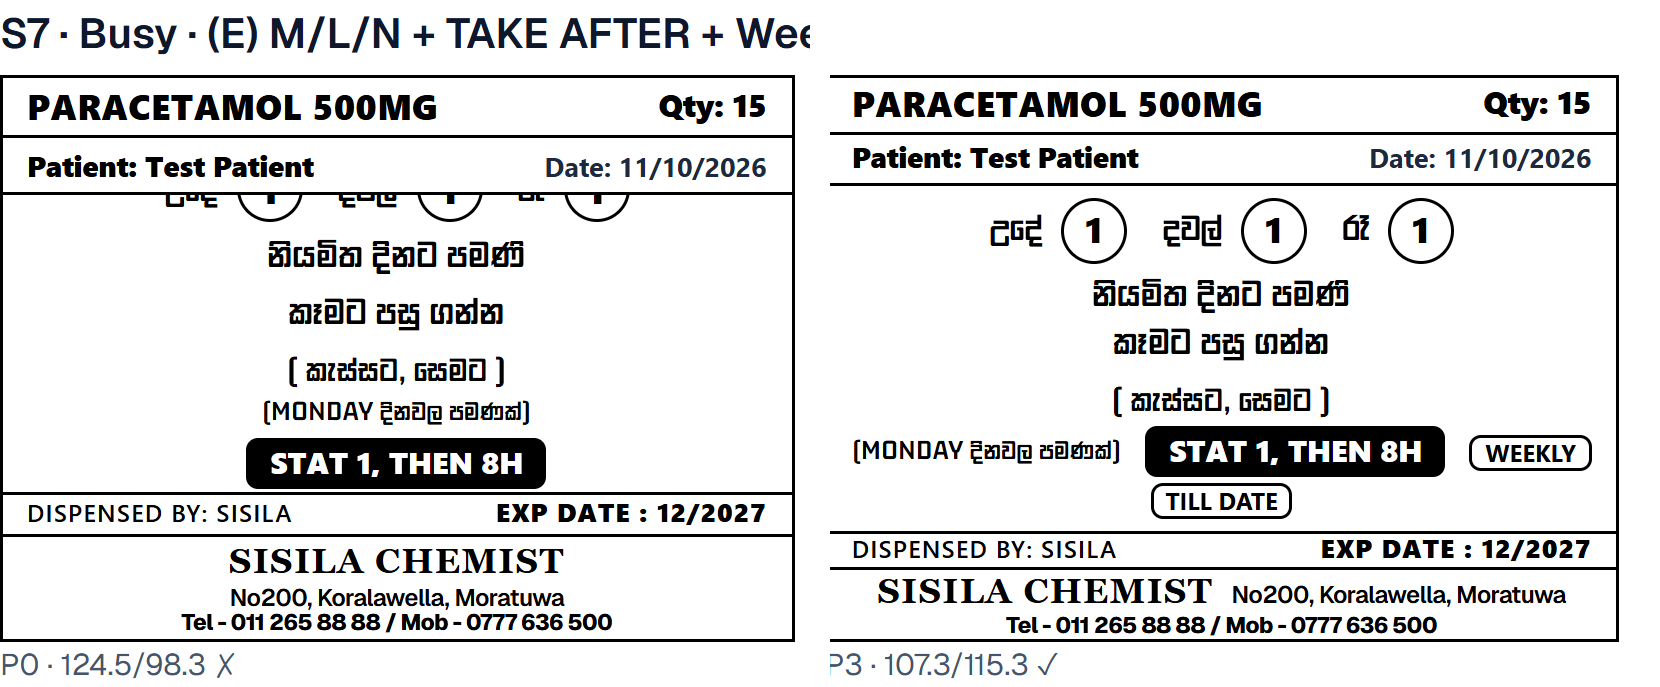 S7 · Busy · (E) M/L/N + TAKE AFTER + Wee
PARACETAMOL 500MG Qty: 15
Patient: Test Patient Date: 11/10/2026
උදේ 1 දවල් 1 රෑ 1
නියමිත දිනට පමණි
කෑමට පසු ගන්න
( කැස්සට, සෙමට )
(MONDAY දිනවල පමණක්)
STAT 1, THEN 8H
DISPENSED BY: SISILA EXP DATE : 12/2027
SISILA CHEMIST
No200, Koralawella, Moratuwa
Tel - 011 265 88 88 / Mob - 0777 636 500
P0 · 124.5/98.3 ✗
PARACETAMOL 500MG Qty: 15
Patient: Test Patient Date: 11/10/2026
උදේ 1 දවල් 1 රෑ 1
නියමිත දිනට පමණි
කෑමට පසු ගන්න
( කැස්සට, සෙමට )
(MONDAY දිනවල පමණක්) STAT 1, THEN 8H WEEKLY
TILL DATE
DISPENSED BY: SISILA EXP DATE : 12/2027
SISILA CHEMIST No200, Koralawella, Moratuwa
Tel - 011 265 88 88 / Mob - 0777 636 500
P3 · 107.3/115.3 ✓